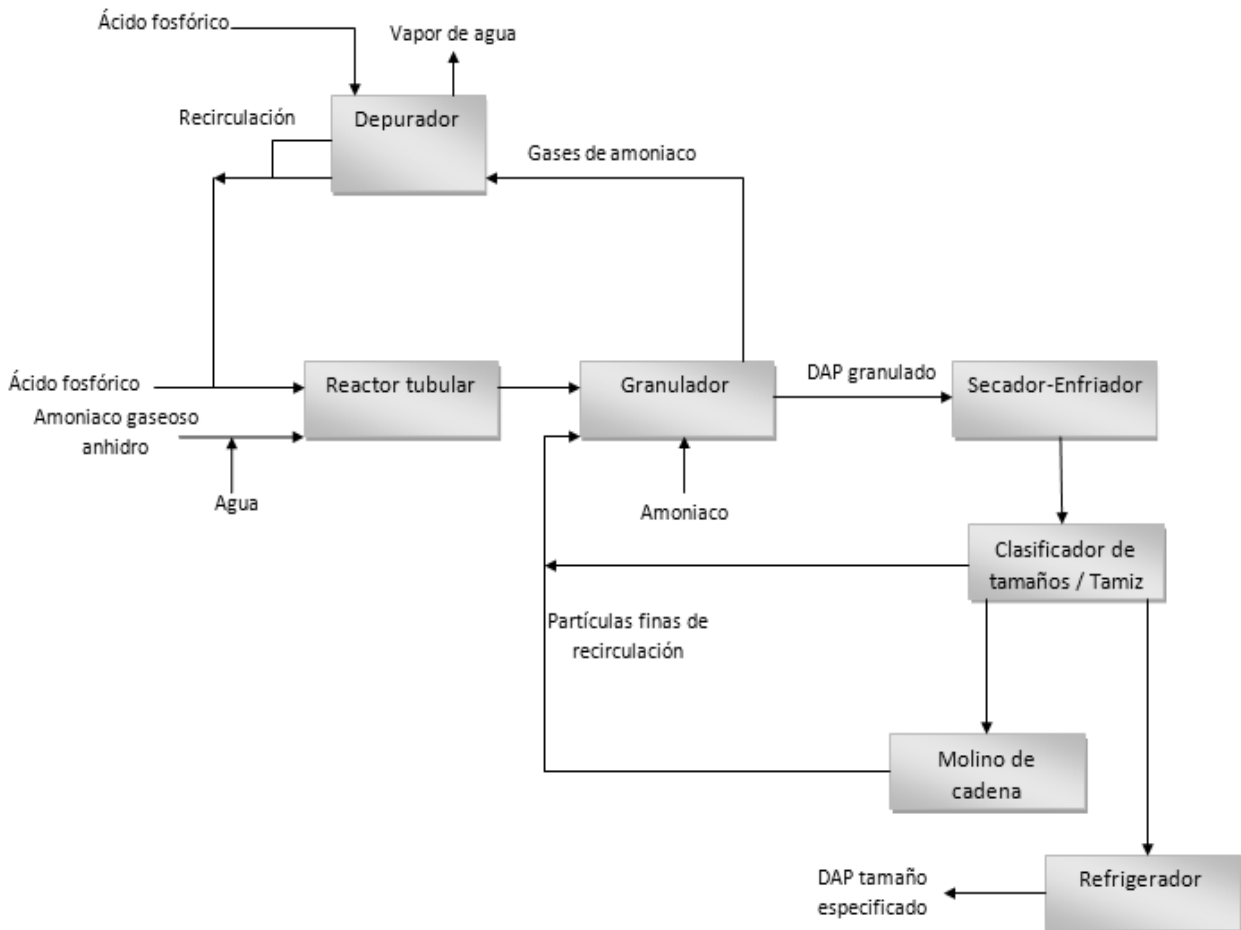 Ácido fosfórico
Vapor de agua
Recirculación
Depurador
Gases de amoniaco
Ácido fosfórico
Reactor tubular
Granulador
DAP granulado
Secador-Enfriador
Amoniaco gaseoso
anhidro
Agua
Amoniaco
Clasificador de
tamaños / Tamiz
Partículas finas de
recirculación
Molino de
cadena
DAP tamaño
especificado
Refrigerador